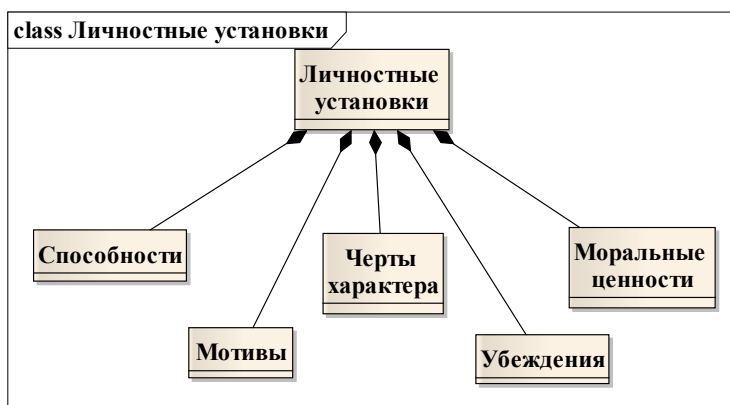 class Личностные установки
Личностные
установки
Способности
Черты
характера
Моральные
ценности
Мотивы
Убеждения